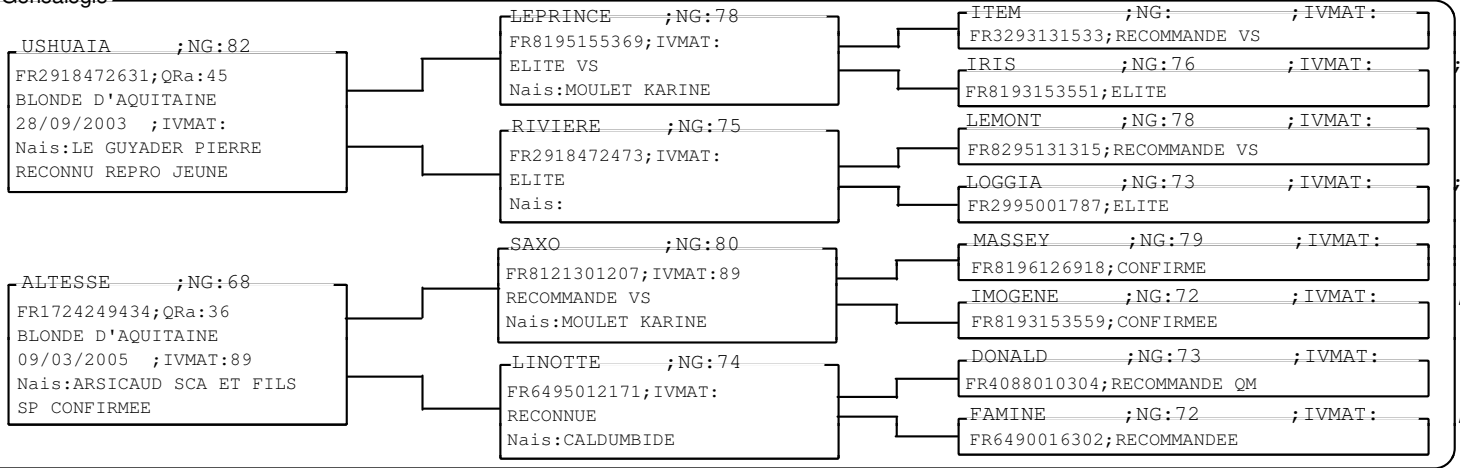 Généalogie
USHUAIA ;NG:82
FR2918472631;QRa:45
BLONDE D'AQUITAINE
28/09/2003 ;IVMAT:
Nais:LE GUYADER PIERRE
RECONNU REPRO JEUNE
ALTESSE ;NG:68
FR1724249434;QRa:36
BLONDE D'AQUITAINE
09/03/2005 ;IVMAT:89
Nais:ARSICAUD SCA ET FILS
SP CONFIRMEE
LEPRINCE ;NG:78
FR8195155369;IVMAT:
ELITE VS
Nais:MOULET KARINE
RIVIERE ;NG:75
FR2918472473;IVMAT:
ELITE
Nais:
SAXO ;NG:80
FR8121301207;IVMAT:89
RECOMMANDE VS
Nais:MOULET KARINE
LINOTTE ;NG:74
FR6495012171;IVMAT:
RECONNUE
Nais:CALDUMBIDE
ITEM ;NG: ;IVMAT:
FR3293131533;RECOMMANDE VS
IRIS ;NG:76 ;IVMAT: ;
FR8193153551;ELITE
LEMONT ;NG:78 ;IVMAT:
FR8295131315;RECOMMANDE VS
LOGGIA ;NG:73 ;IVMAT: ;
FR2995001787;ELITE
MASSEY ;NG:79 ;IVMAT:
FR8196126918;CONFIRME
IMOGENE ;NG:72 ;IVMAT:
FR8193153559;CONFIRMEE
DONALD ;NG:73 ;IVMAT:
FR4088010304;RECOMMANDE QM
FAMINE ;NG:72 ;IVMAT:
FR6490016302;RECOMMANDEE